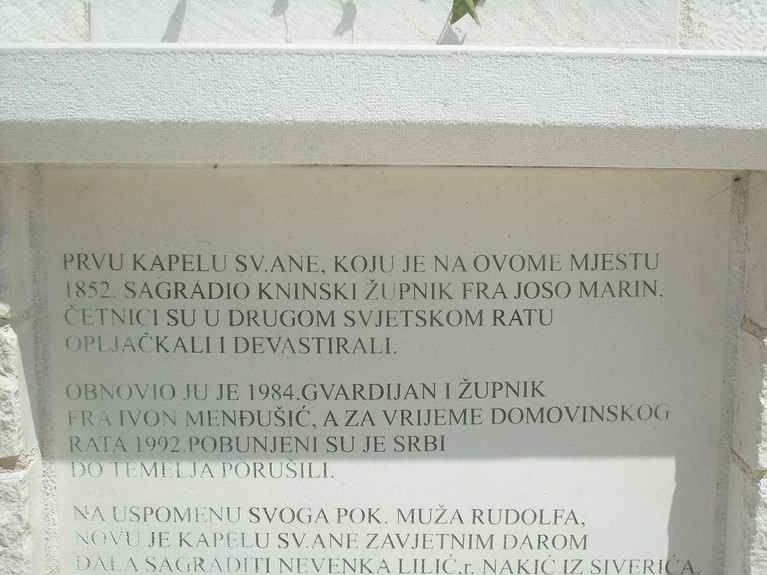 PRVU KAPELU SV.ANE, KOJU JE NA OVOME MJESTU
1852. SAGRADIO KNINSKI ŽUPNIK FRA JOSO MARIN.
ČETNICI SU U DRUGOM SVJETSKOM RATU
OPLJAČKALI I DEVASTIRALI.
OBNOVIO JU JE 1984.GVARDIJAN I ŽUPNIK
FRA IVON MENĐUŠIĆ, A ZA VRIJEME DOMOVINSKOG
RATA 1992.POBUNJENI SU JE SRBI
DO TEMELJA PORUŠILI.
NA USPOMENU SVOGA POK. MUŽA RUDOLFA,
NOVU JE KAPELU SV.ANE ZAVJETNIM DAROM
DALA SAGRADITI NEVENKA LILIĆ,r. NAKIĆ IZ SIVERIĆA,